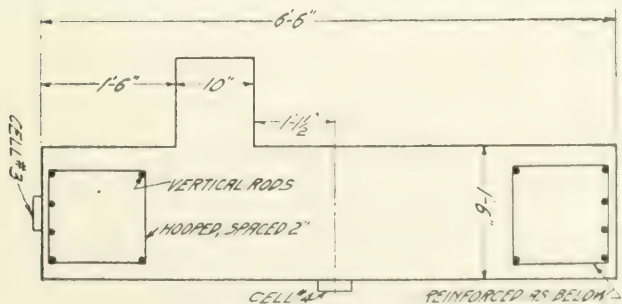 6'-6"
1'-6"
10"
1'-1½"
CELL #3
VERTICAL RODS
HOOPED, SPACED 2"
1'-6"
CELL #4
REINFORCED AS BELOW